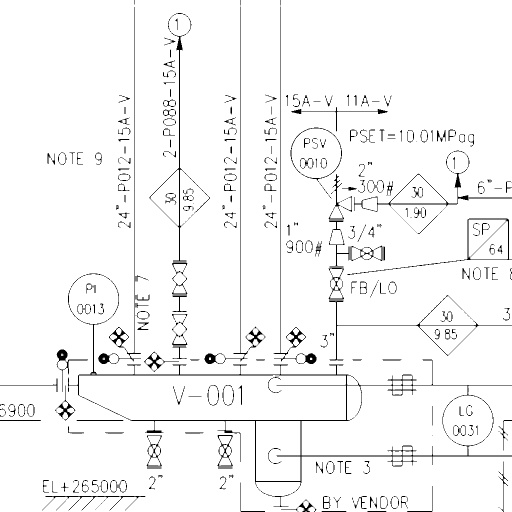 1
24"-P012-15A-V
2-P088-15A-V
24"-P012-15A-V
24"-P012-15A-V
15A-V
11A-V
PSV
0010
PSET=10.01MPag
NOTE 9
1
2"
300#
30
9.85
30
1.90
6"-P
1"
900#
3/4"
SP
64
NOTE 8
PI
0013
NOTE 7
FB/LO
30
9.85
3
3"
V-001
6900
LG
0031
2"
2"
NOTE 3
EL+265000
BY VENDOR